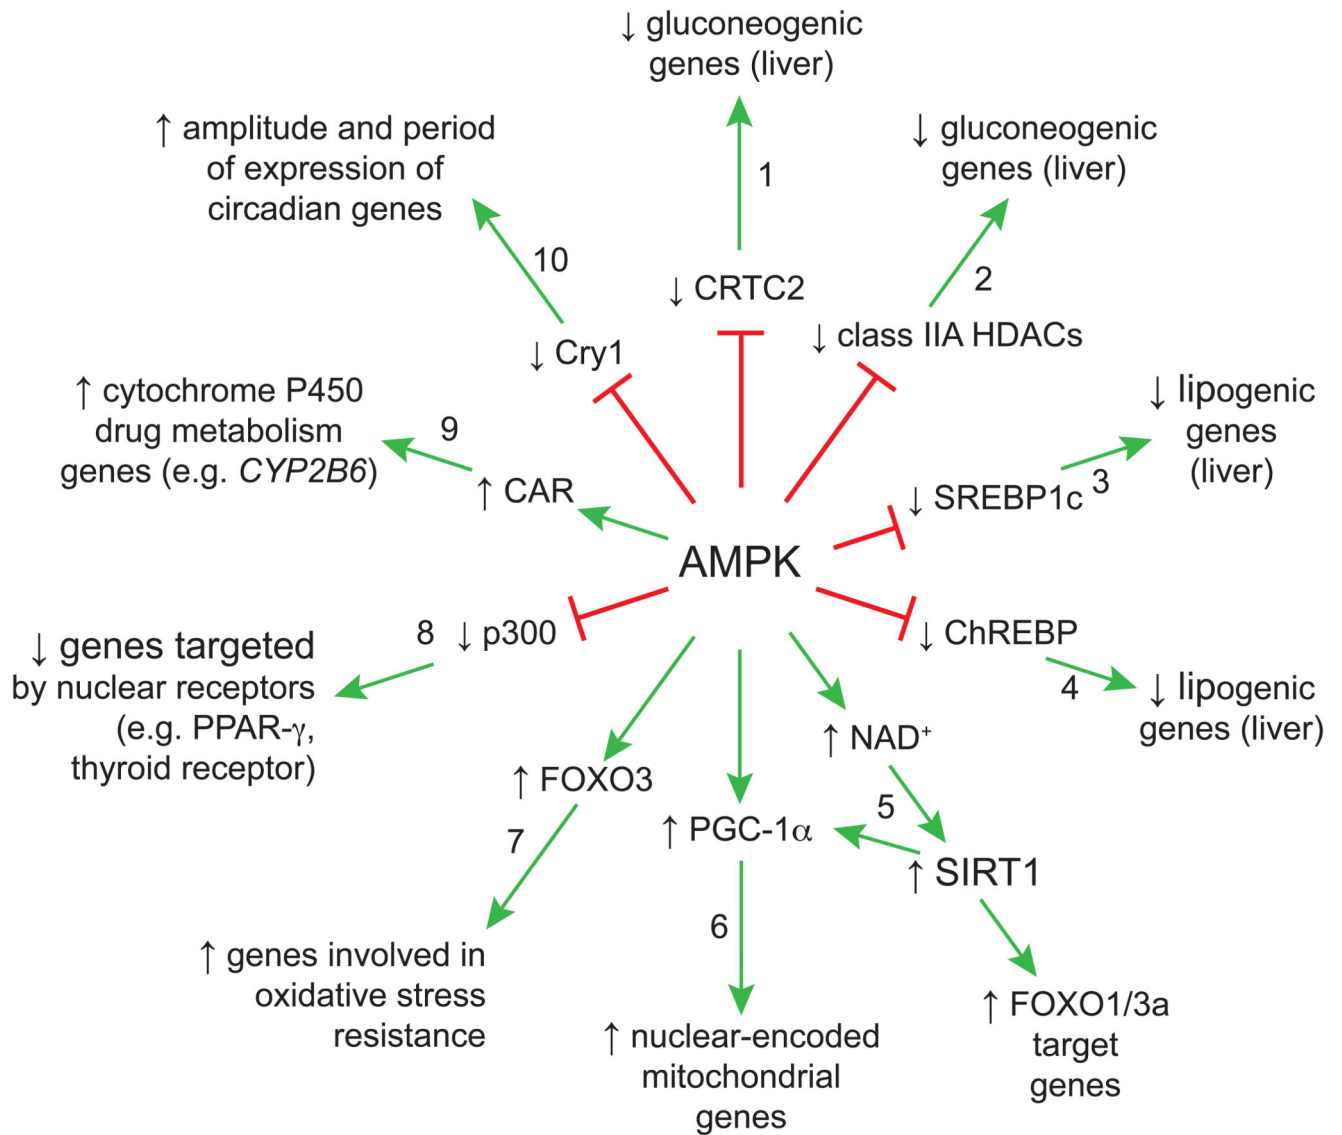 ↓ gluconeogenic
genes (liver)
↑ amplitude and period
of expression of
circadian genes
↓ gluconeogenic
genes (liver)
1
10
2
↓ CRTC2
↓ class IIA HDACs
↓ Cry1
↑ cytochrome P450
drug metabolism
genes (e.g. CYP2B6)
9
↑ CAR
↓ lipogenic
genes
(liver)
3
↓ SREBP1c
AMPK
8
↓ p300
↓ genes targeted
by nuclear receptors
(e.g. PPAR-γ,
thyroid receptor)
↓ ChREBP
4
↓ lipogenic
genes (liver)
↑ NAD⁺
↑ FOXO3
7
↑ PGC-1α
5
↑ SIRT1
6
↑ genes involved in
oxidative stress
resistance
↑ nuclear-encoded
mitochondrial
genes
↑ FOXO1/3a
target
genes